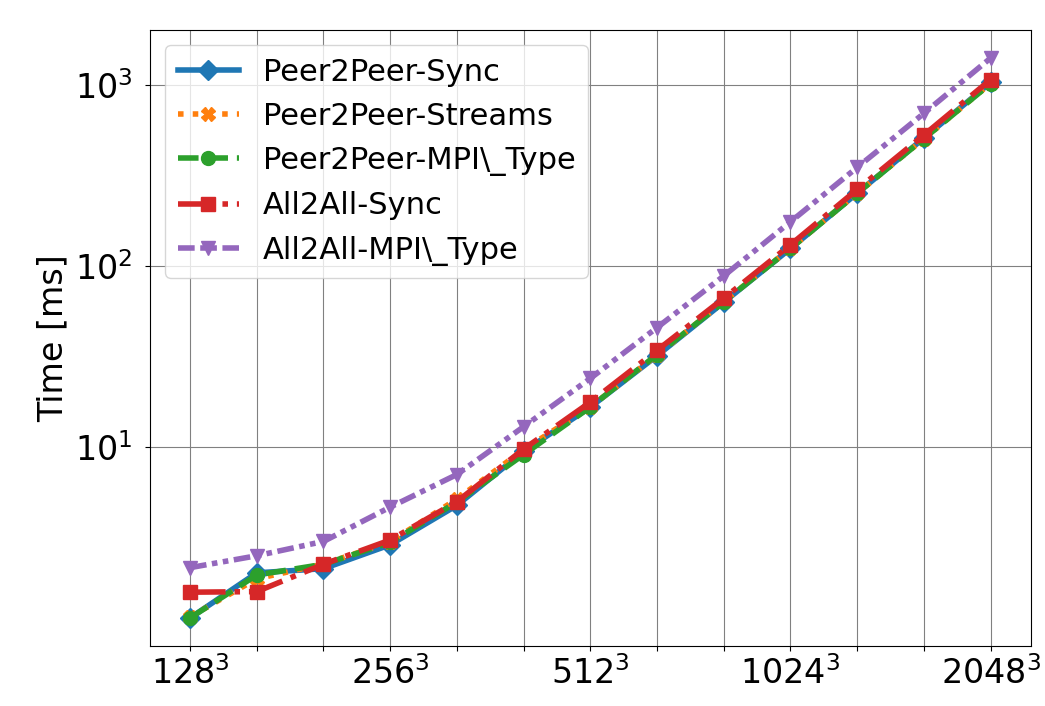 Peer2Peer-Sync
Peer2Peer-Streams
Peer2Peer-MPI\_Type
All2All-Sync
All2All-MPI\_Type
Time [ms]
10³
10²
10¹
128³ 256³ 512³ 1024³ 2048³